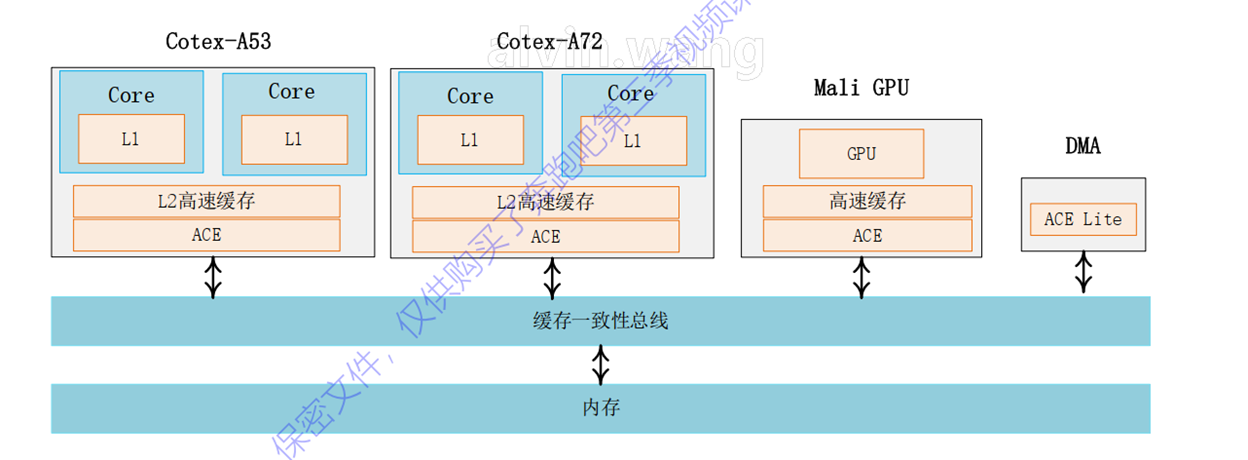 alvin.wang
Cotex-A53
Cotex-A72
Mali GPU
DMA
Core
Core
Core
Core
L1
L1
L1
L1
GPU
L2高速缓存
L2高速缓存
高速缓存
ACE
ACE
ACE
ACE Lite
缓存一致性总线
内存
保密文件，仅供购买了奔跑吧第三季视频课